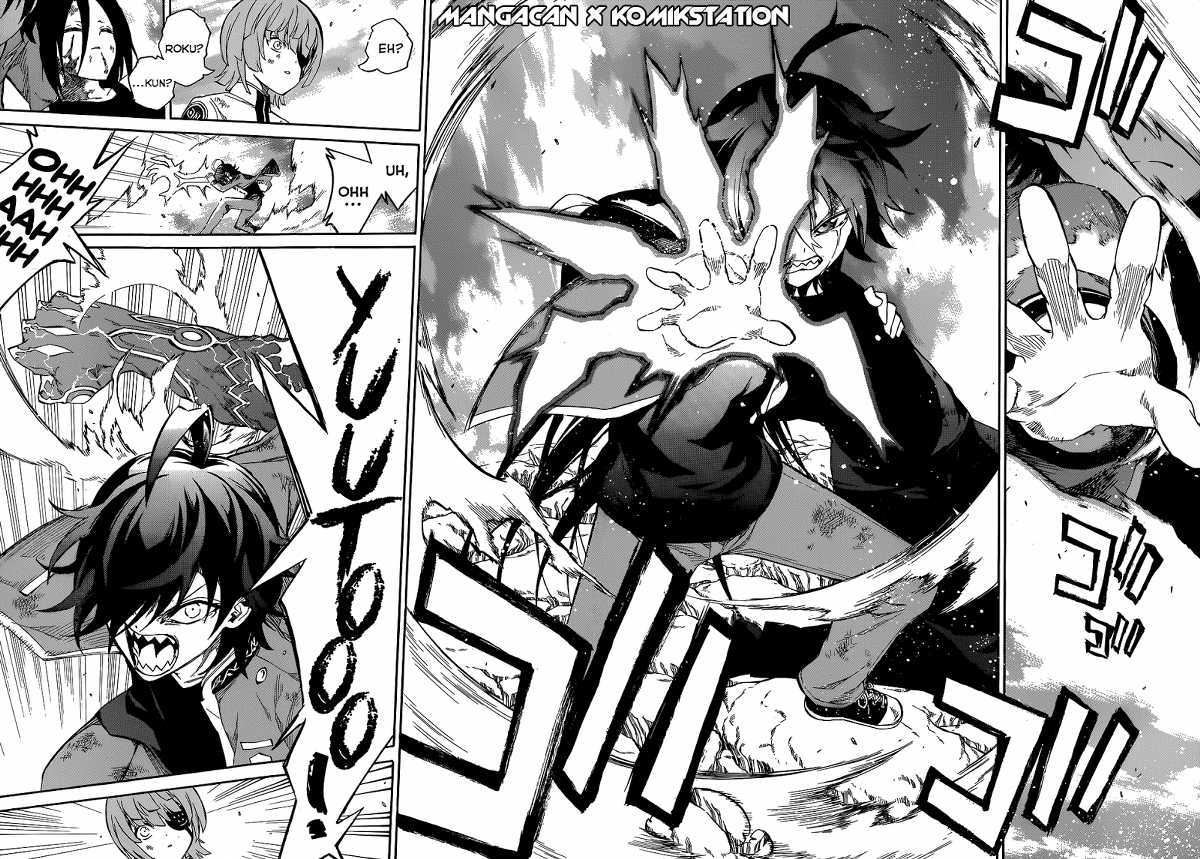 MANGACAN X KOMIKSTATION
ゴ
ゴ
ゴ
ゴ
ゴ
EH?
ROKU?
...KUN?
UH,
OHH
...
OHH
HHH
AAH
HHH
YUUTOOO!